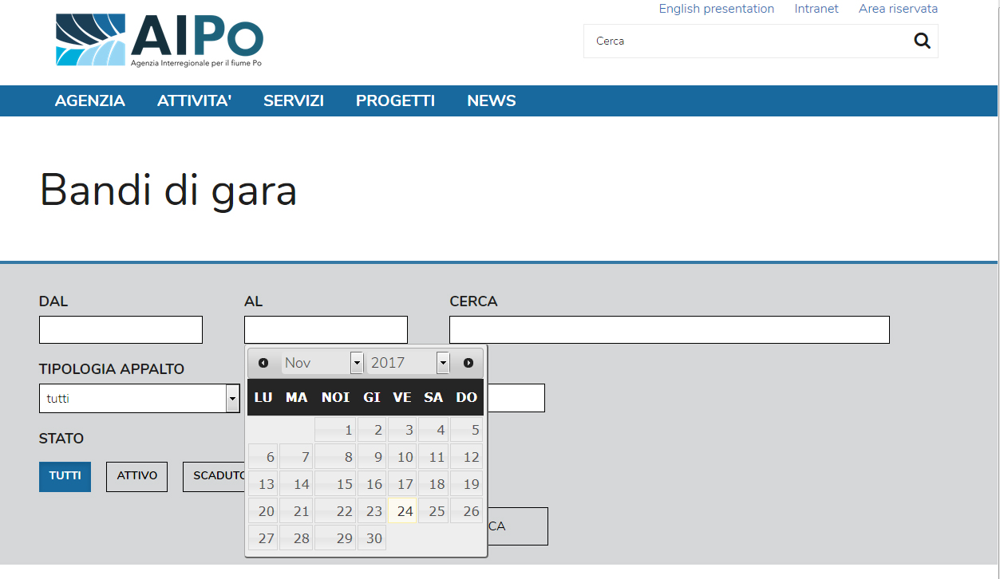 English presentation Intranet Area riservata
AIPo
Agenzia Interregionale per il fiume Po
Cerca
AGENZIA ATTIVITA' SERVIZI PROGETTI NEWS
Bandi di gara
DAL AL CERCA
TIPOLOGIA APPALTO
tutti
STATO
TUTTI ATTIVO SCADUTO
Nov 2017
LU MA NOI GI VE SA DO
1 2 3 4 5
6 7 8 9 10 11 12
13 14 15 16 17 18 19
20 21 22 23 24 25 26
27 28 29 30
CA